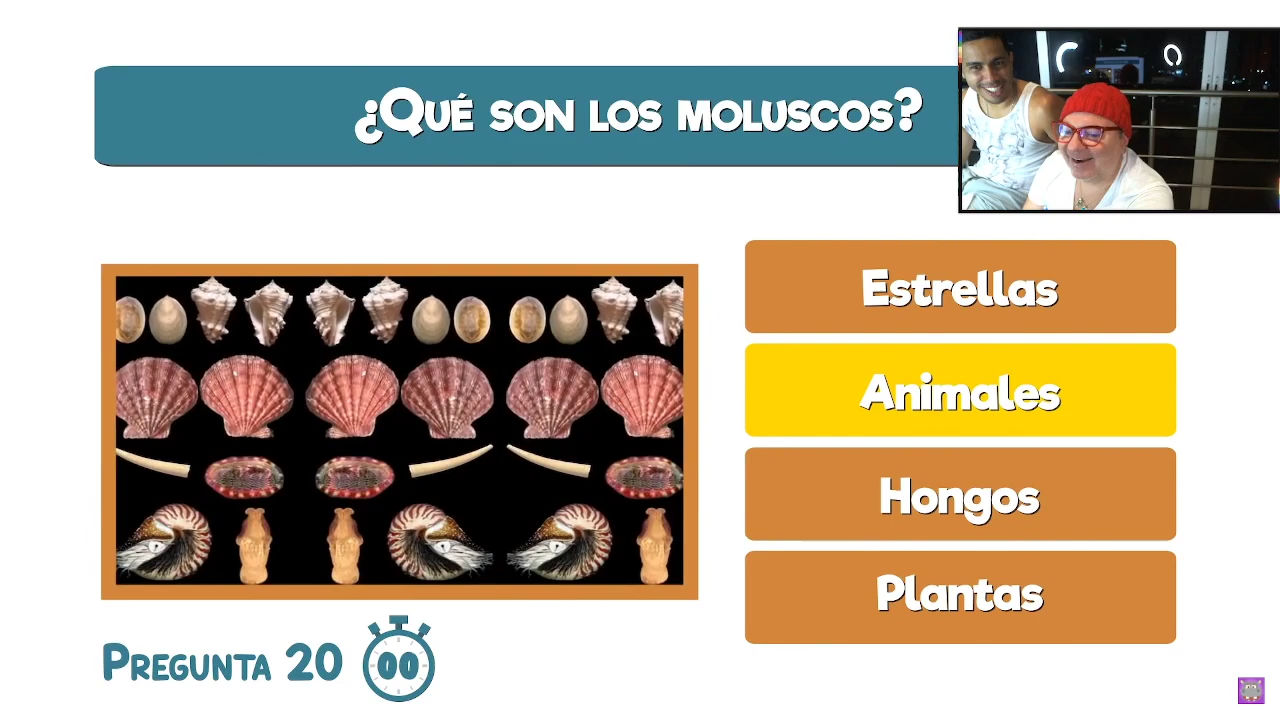 ¿Qué son los moluscos?
Estrellas
Animales
Hongos
Plantas
Pregunta 20
00